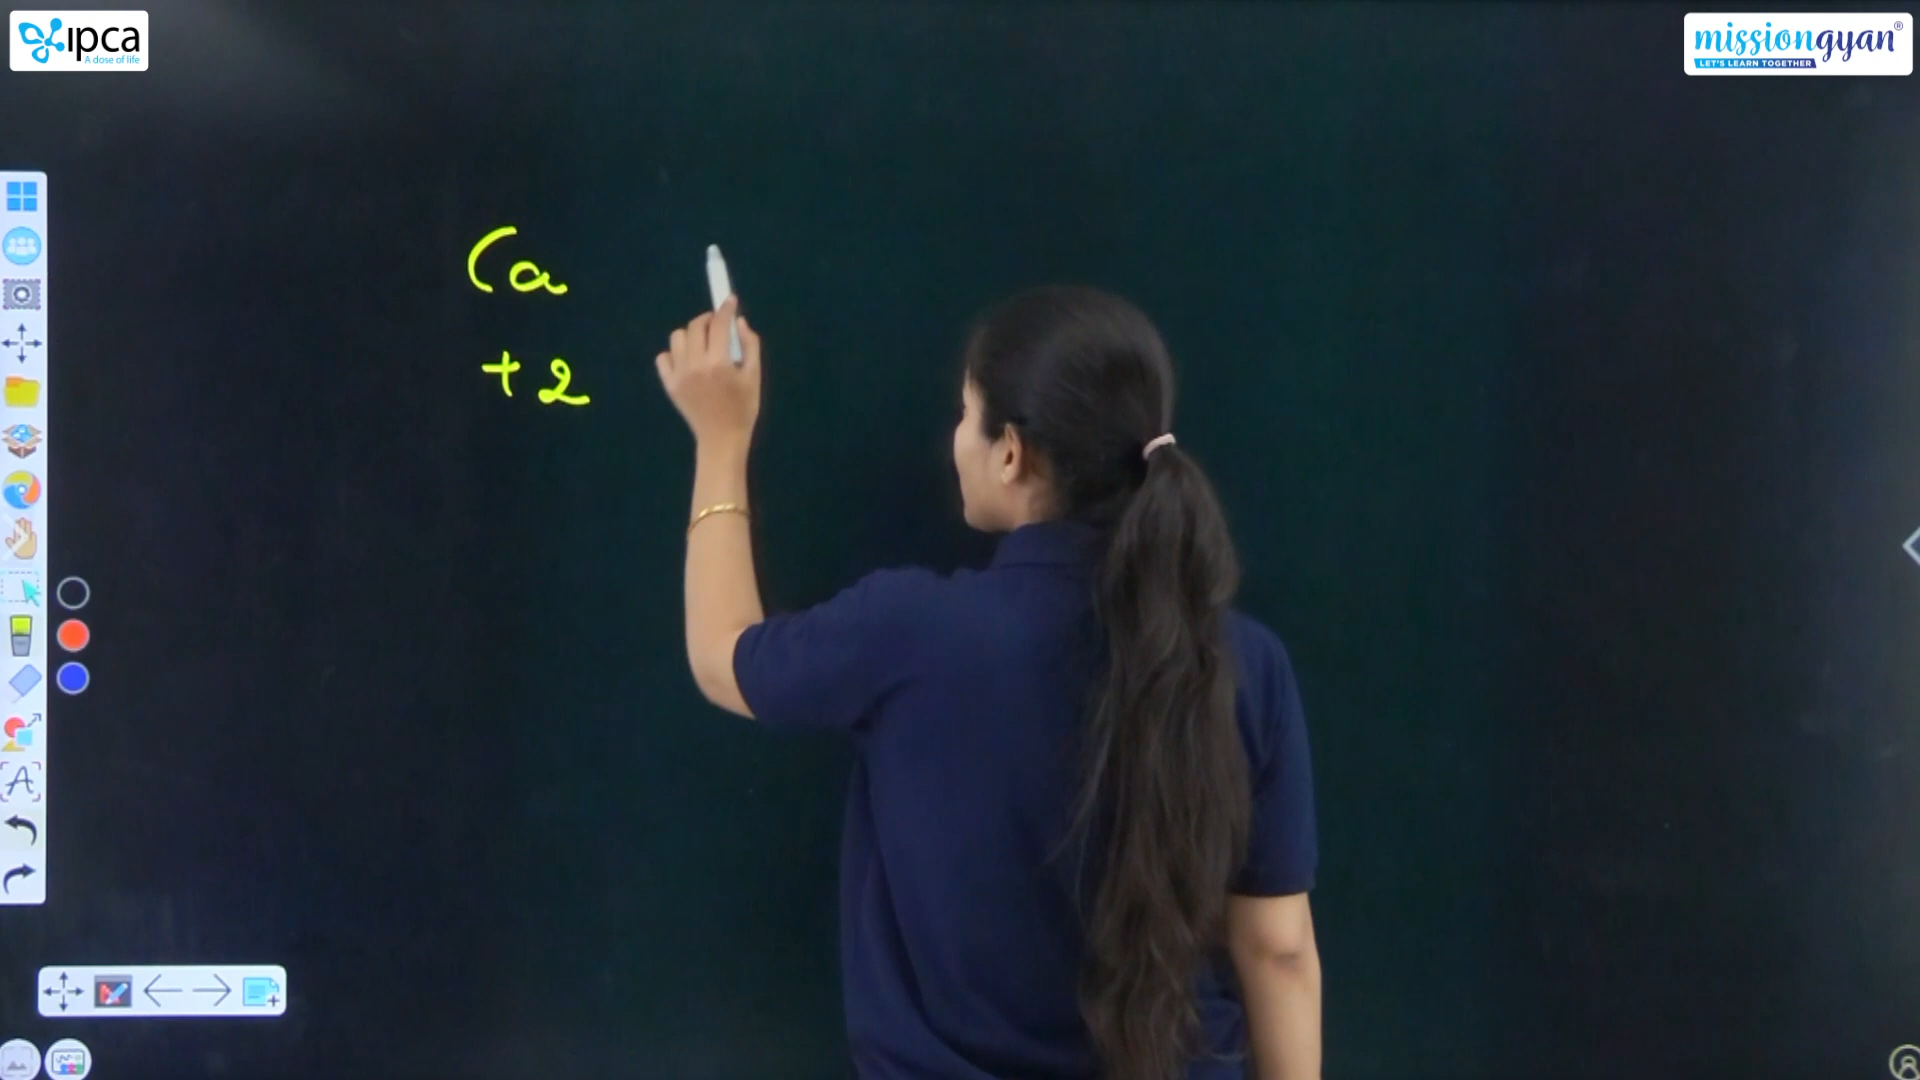 ipca
A dose of life
missiongyan®
LET'S LEARN TOGETHER
Ca
+2